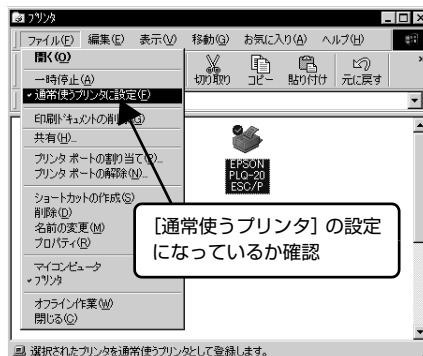 プリンタ
ファイル(F) 編集(E) 表示(V) 移動(G) お気に入り(A) ヘルプ(H)
開く(O)
一時停止(A)
通常使うプリンタに設定(F)
印刷ドキュメントの削除(G)
共有(H)...
プリンタ ポートの割り当て(P)...
プリンタ ポートの解除(N)...
ショートカットの作成(S)
削除(D)
名前の変更(M)
プロパティ(R)
マイコンピュータ
プリンタ
オフライン作業(W)
閉じる(C)
切り取り コピー 貼り付け 元に戻す
EPSON
PLQ-20
ESC/P
[通常使うプリンタ] の設定
になっているか確認
選択されたプリンタを通常使うプリンタとして登録します。